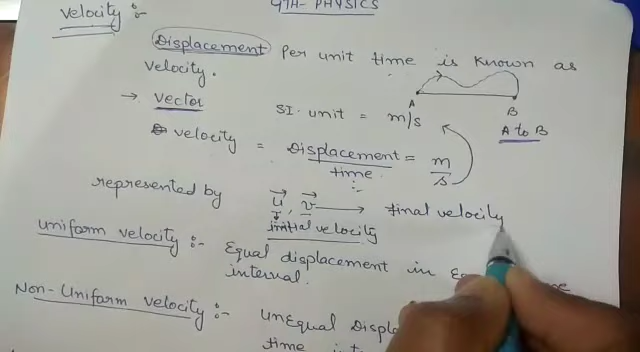 9TH- PHYSICS
Velocity :-
Displacement Per unit time is known as
velocity.
→ Vector
SI. unit = m/s
A B
A to B
velocity = Displacement/time = m/s
represented by u, v → final velocity
initial velocity
Uniform velocity :- Equal displacement in
interval.
Non-Uniform velocity :- UnEqual
time